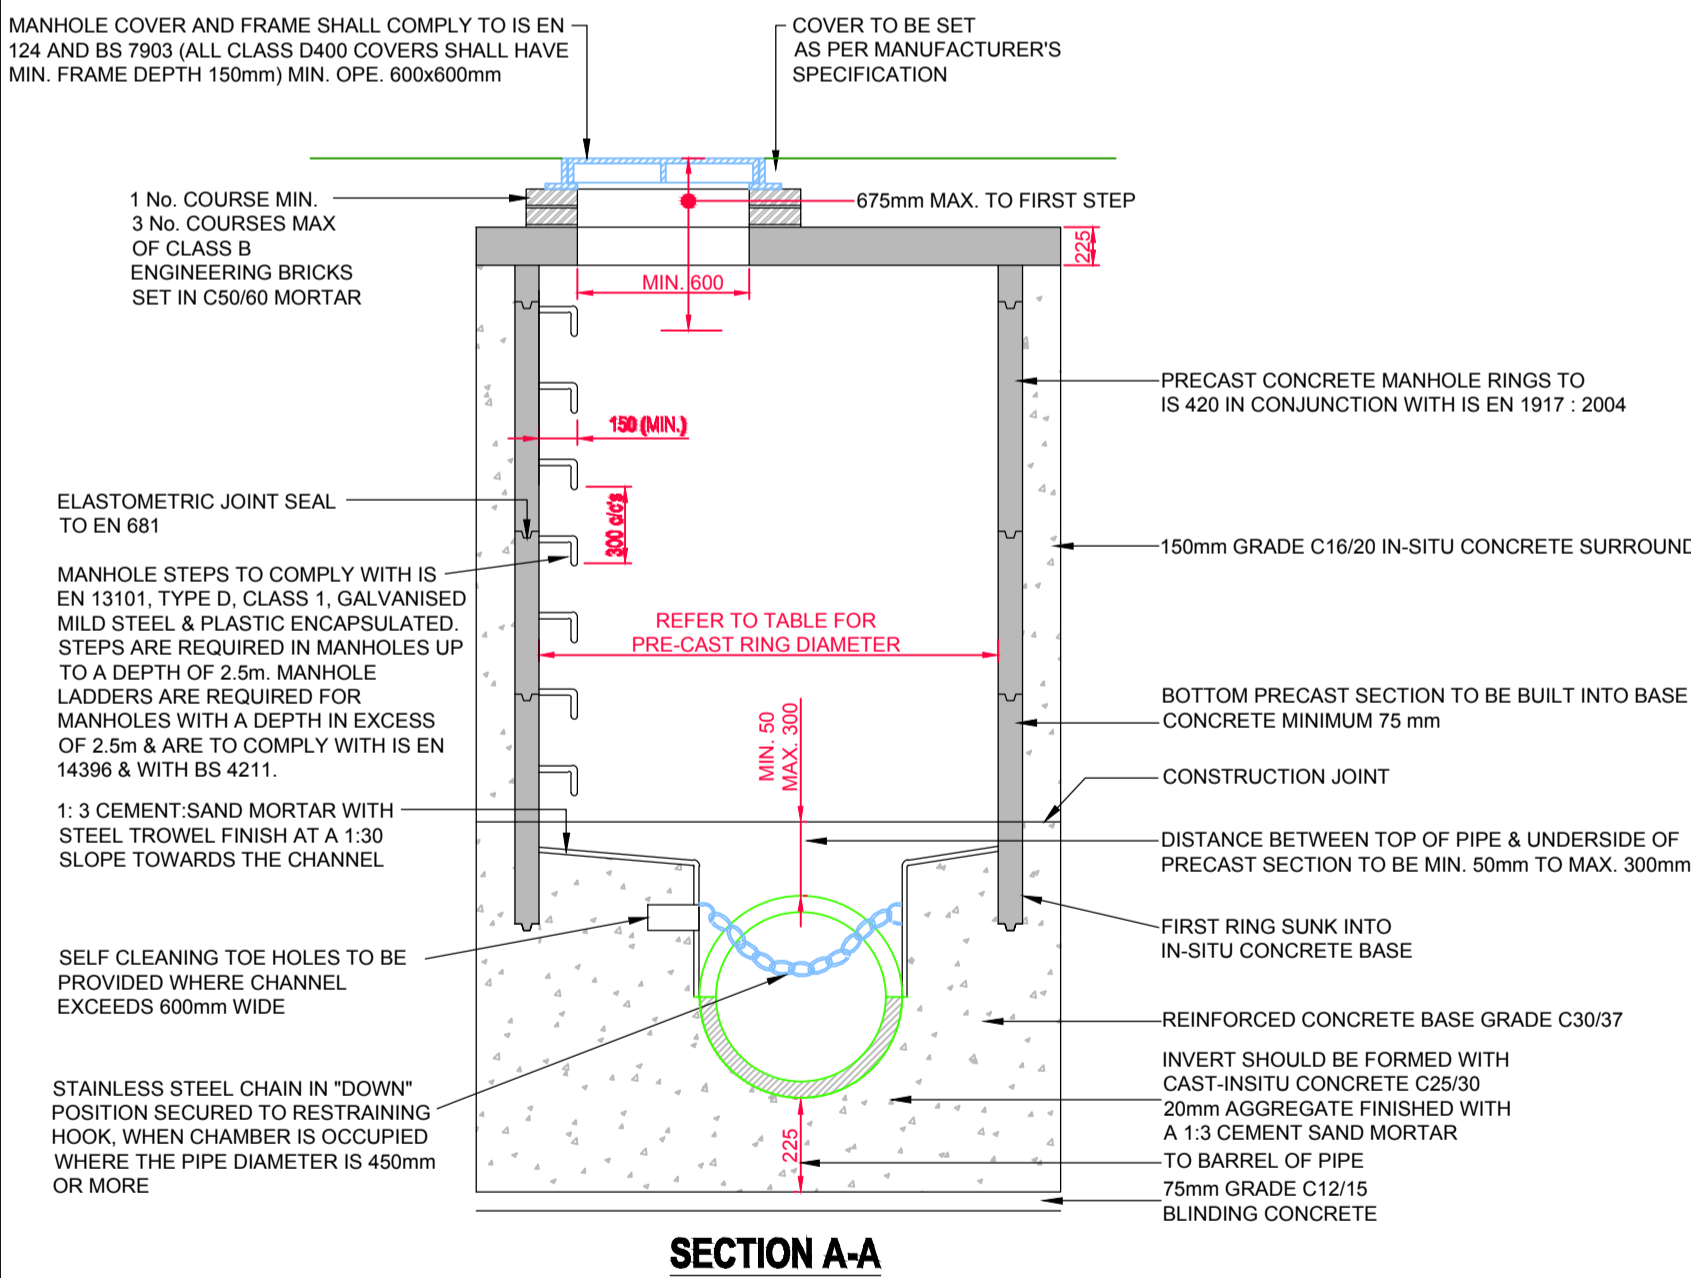 MANHOLE COVER AND FRAME SHALL COMPLY TO IS EN
124 AND BS 7903 (ALL CLASS D400 COVERS SHALL HAVE
MIN. FRAME DEPTH 150mm) MIN. OPE. 600x600mm
COVER TO BE SET
AS PER MANUFACTURER'S
SPECIFICATION
1 No. COURSE MIN.
3 No. COURSES MAX
OF CLASS B
ENGINEERING BRICKS
SET IN C50/60 MORTAR
675mm MAX. TO FIRST STEP
225
MIN. 600
PRECAST CONCRETE MANHOLE RINGS TO
IS 420 IN CONJUNCTION WITH IS EN 1917 : 2004
150 (MIN.)
ELASTOMETRIC JOINT SEAL
TO EN 681
300 c/c's
150mm GRADE C16/20 IN-SITU CONCRETE SURROUND
MANHOLE STEPS TO COMPLY WITH IS
EN 13101, TYPE D, CLASS 1, GALVANISED
MILD STEEL & PLASTIC ENCAPSULATED.
STEPS ARE REQUIRED IN MANHOLES UP
TO A DEPTH OF 2.5m. MANHOLE
LADDERS ARE REQUIRED FOR
MANHOLES WITH A DEPTH IN EXCESS
OF 2.5m & ARE TO COMPLY WITH IS EN
14396 & WITH BS 4211.
REFER TO TABLE FOR
PRE-CAST RING DIAMETER
BOTTOM PRECAST SECTION TO BE BUILT INTO BASE
CONCRETE MINIMUM 75 mm
MIN. 50
MAX. 300
CONSTRUCTION JOINT
1: 3 CEMENT:SAND MORTAR WITH
STEEL TROWEL FINISH AT A 1:30
SLOPE TOWARDS THE CHANNEL
DISTANCE BETWEEN TOP OF PIPE & UNDERSIDE OF
PRECAST SECTION TO BE MIN. 50mm TO MAX. 300mm
FIRST RING SUNK INTO
IN-SITU CONCRETE BASE
SELF CLEANING TOE HOLES TO BE
PROVIDED WHERE CHANNEL
EXCEEDS 600mm WIDE
REINFORCED CONCRETE BASE GRADE C30/37
INVERT SHOULD BE FORMED WITH
CAST-INSITU CONCRETE C25/30
20mm AGGREGATE FINISHED WITH
A 1:3 CEMENT SAND MORTAR
STAINLESS STEEL CHAIN IN "DOWN"
POSITION SECURED TO RESTRAINING
HOOK, WHEN CHAMBER IS OCCUPIED
WHERE THE PIPE DIAMETER IS 450mm
OR MORE
225
TO BARREL OF PIPE
75mm GRADE C12/15
BLINDING CONCRETE
SECTION A-A